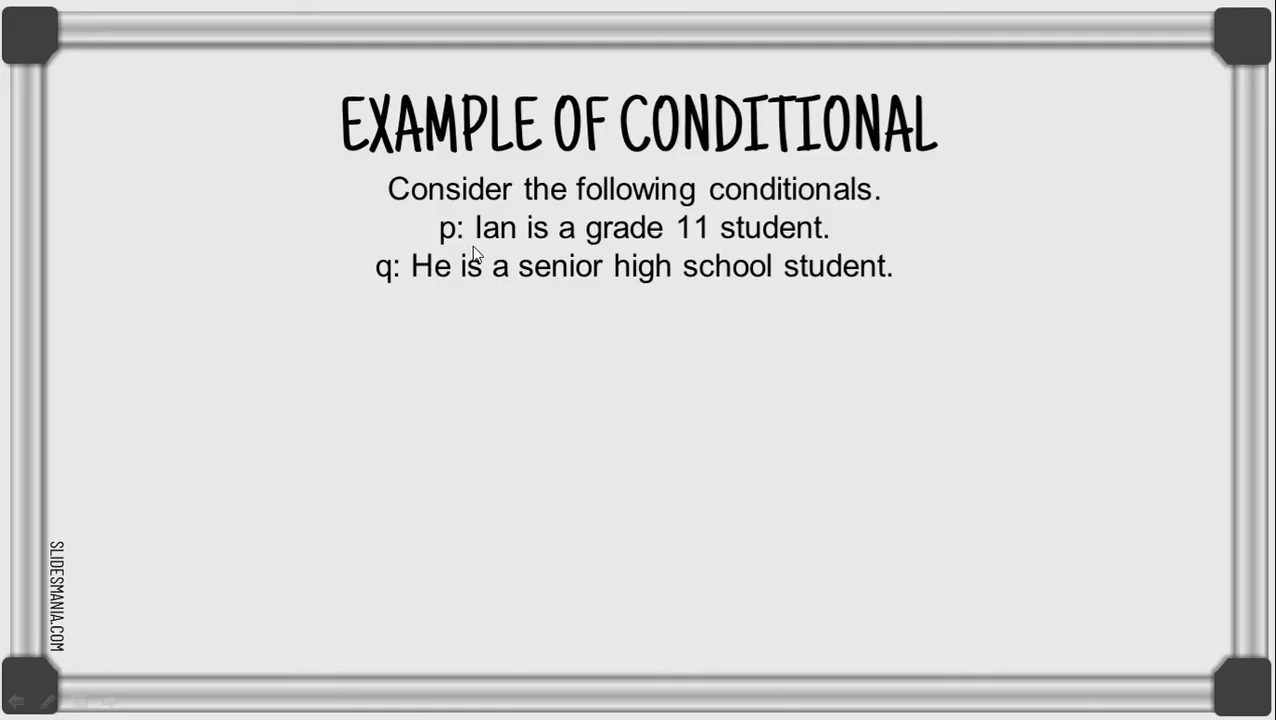 EXAMPLE OF CONDITIONAL
Consider the following conditionals.
p: Ian is a grade 11 student.
q: He is a senior high school student.
SLIDESMANIA.COM